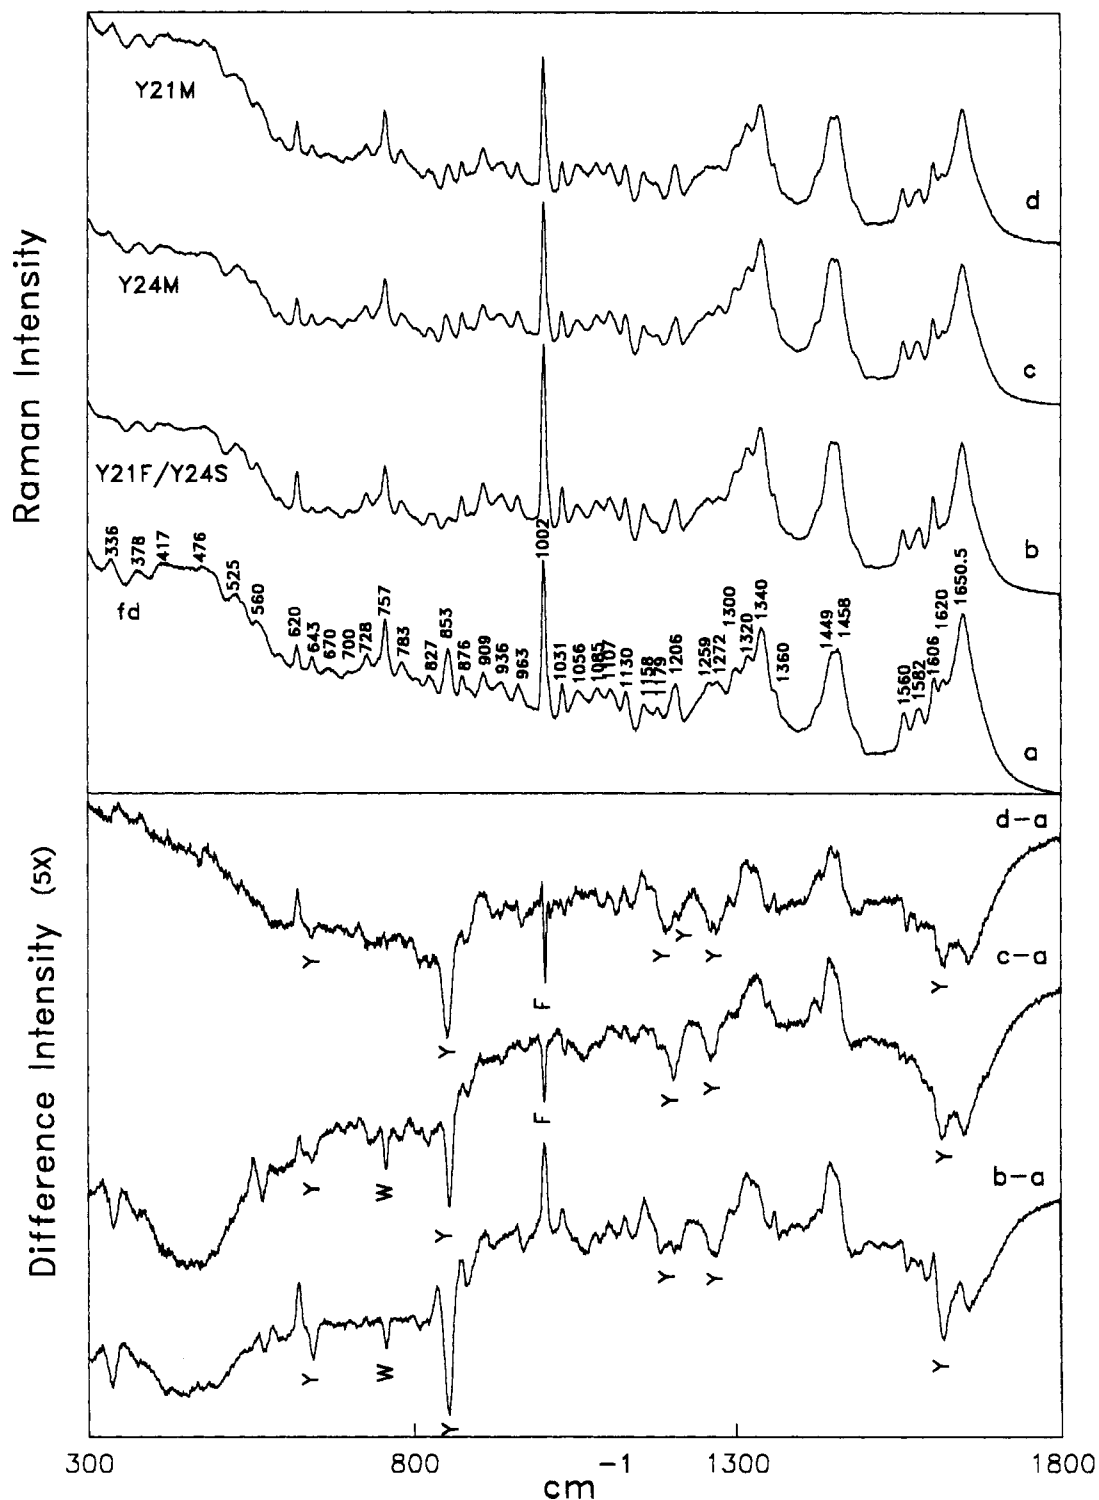 Raman Intensity
Y21M
d
Y24M
c
Y21F/Y24S
b
fd
a
336
378
417
476
525
560
620
643
670
700
728
757
783
827
853
876
909
936
963
1002
1031
1056
1085
1107
1130
1158
1179
1206
1259
1272
1300
1320
1340
1360
1449
1458
1560
1582
1606
1620
1650.5
Difference Intensity (5X)
d-a
Y
Y
F
Y
Y
Y
Y
c-a
Y
W
Y
F
Y
Y
Y
b-a
Y
W
Y
Y
Y
Y
300
800
1300
1800
cm -1